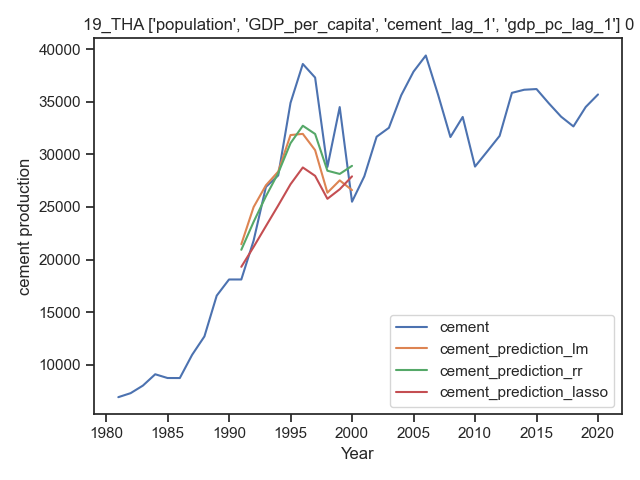 19_THA ['population', 'GDP_per_capita', 'cement_lag_1', 'gdp_pc_lag_1'] 0
40000
35000
30000
25000
20000
15000
10000
cement production
cement
cement_prediction_lm
cement_prediction_rr
cement_prediction_lasso
1980 1985 1990 1995 2000 2005 2010 2015 2020
Year